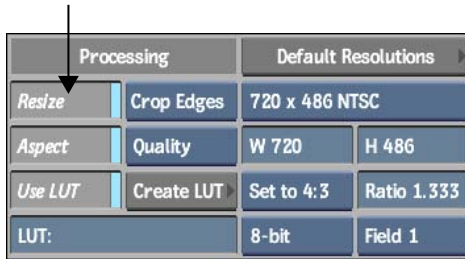 Processing Default Resolutions
Resize Crop Edges 720 x 486 NTSC
Aspect Quality W 720 H 486
Use LUT Create LUT Set to 4:3 Ratio 1.333
LUT: 8-bit Field 1